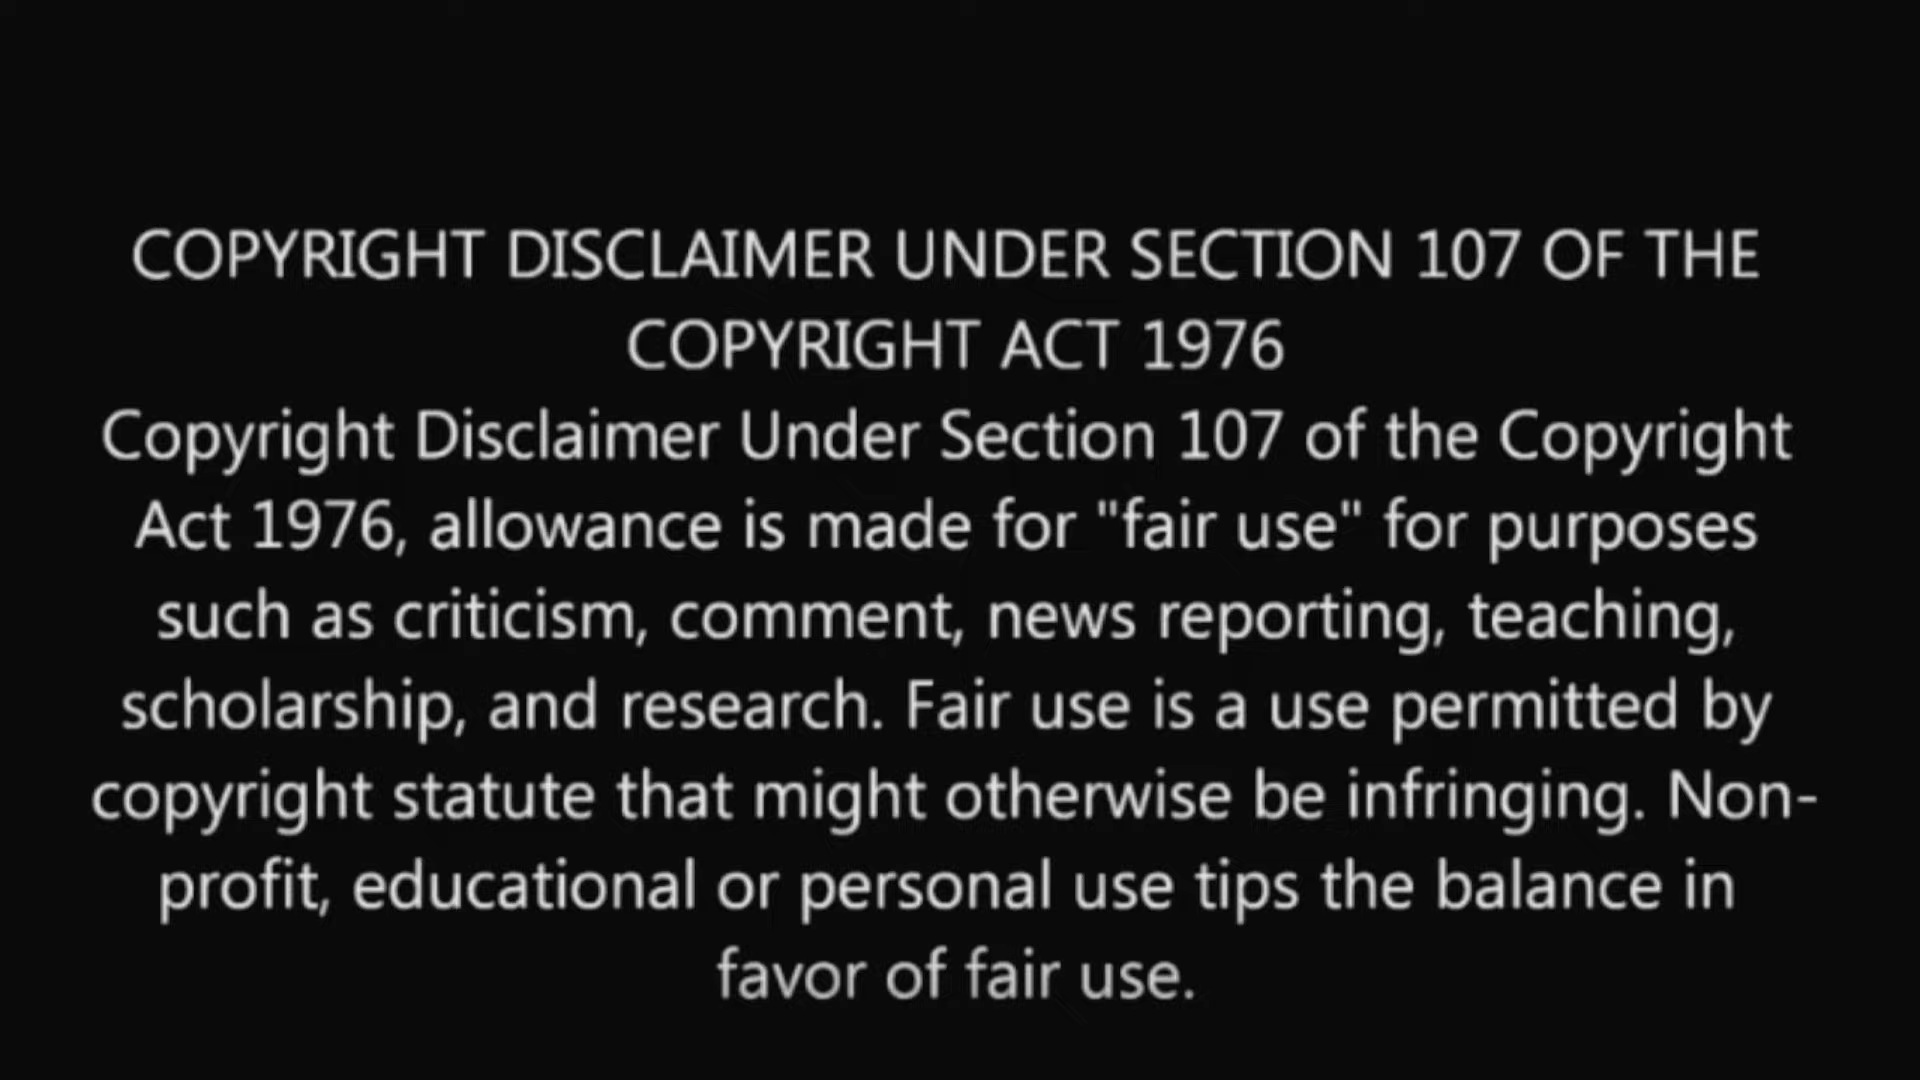 COPYRIGHT DISCLAIMER UNDER SECTION 107 OF THE
COPYRIGHT ACT 1976
Copyright Disclaimer Under Section 107 of the Copyright
Act 1976, allowance is made for "fair use" for purposes
such as criticism, comment, news reporting, teaching,
scholarship, and research. Fair use is a use permitted by
copyright statute that might otherwise be infringing. Non-
profit, educational or personal use tips the balance in
favor of fair use.